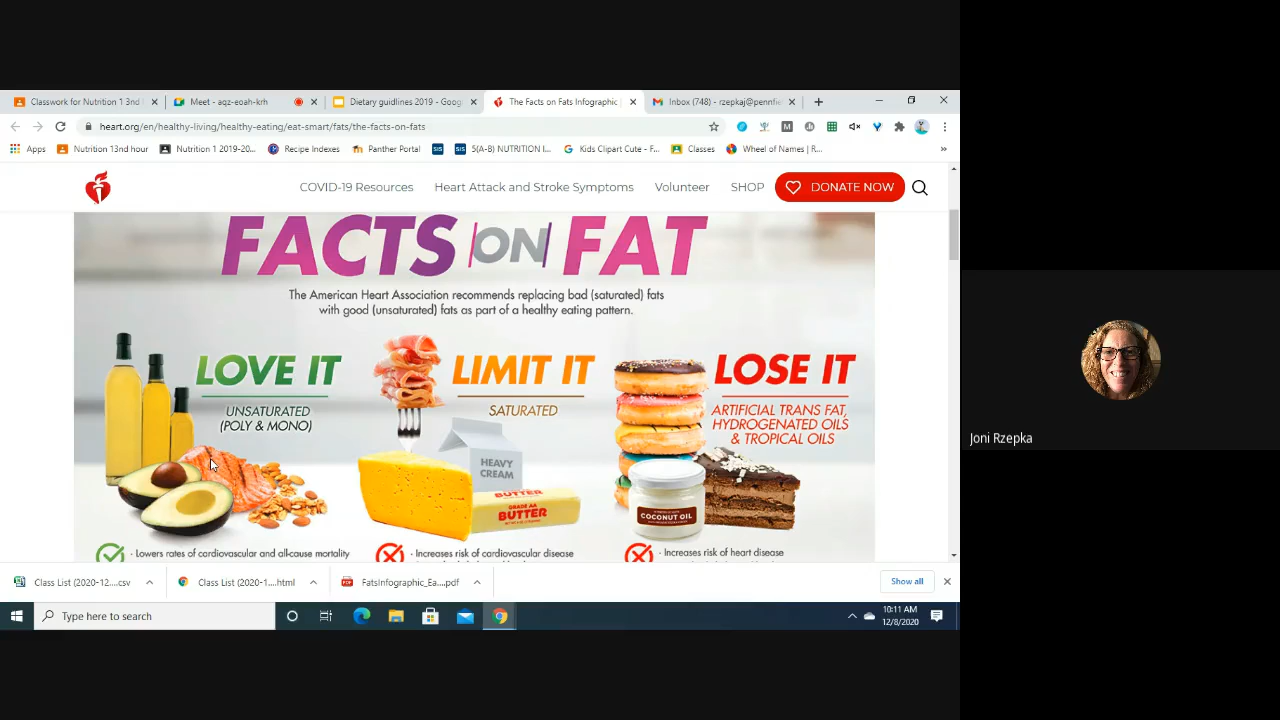 Classwork for Nutrition 1 3nd
Meet - aqz-eoah-krh
Dietary guidlines 2019 - Goog
The Facts on Fats Infographic
Inbox (748) - rzepkaj@pennfie
heart.org/en/healthy-living/healthy-eating/eat-smart/fats/the-facts-on-fats
Apps
Nutrition 13nd hour
Nutrition 1 2019-20...
Recipe Indexes
Panther Portal
SIS
SIS
5(A-B) NUTRITION I...
Kids Clipart Cute - F...
Classes
Wheel of Names | R...
»
COVID-19 Resources
Heart Attack and Stroke Symptoms
Volunteer
SHOP
DONATE NOW
FACTS ON FAT
The American Heart Association recommends replacing bad (saturated) fats
with good (unsaturated) fats as part of a healthy eating pattern.
LOVE IT
UNSATURATED
(POLY & MONO)
LIMIT IT
SATURATED
LOSE IT
ARTIFICIAL TRANS FAT,
HYDROGENATED OILS
& TROPICAL OILS
HEAVY
CREAM
BUTTER
GRADE AA
BUTTER
COCONUT OIL
- Lowers rates of cardiovascular and all-cause mortality
- Increases risk of cardiovascular disease
- Increases risk of heart disease
Class List (2020-12....csv
Class List (2020-1....html
FatsInfographic_Ea....pdf
Show all
Type here to search
10:11 AM
12/8/2020
Joni Rzepka